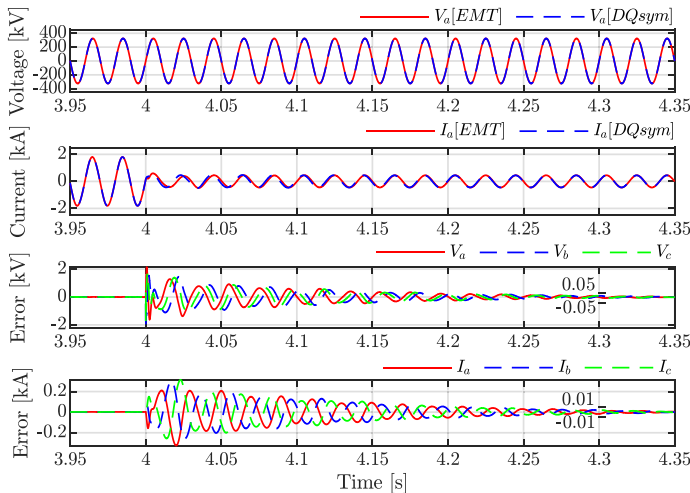 V_a[EMT] V_a[DQsym]
Voltage [kV]
400
200
0
-200
-400
3.95 4 4.05 4.1 4.15 4.2 4.25 4.3 4.35
I_a[EMT] I_a[DQsym]
Current [kA]
2
0
-2
3.95 4 4.05 4.1 4.15 4.2 4.25 4.3 4.35
V_a V_b V_c
Error [kV]
2
0
-2
0.05
-0.05
3.95 4 4.05 4.1 4.15 4.2 4.25 4.3 4.35
I_a I_b I_c
Error [kA]
0.2
0
-0.2
0.01
-0.01
3.95 4 4.05 4.1 4.15 4.2 4.25 4.3 4.35
Time [s]